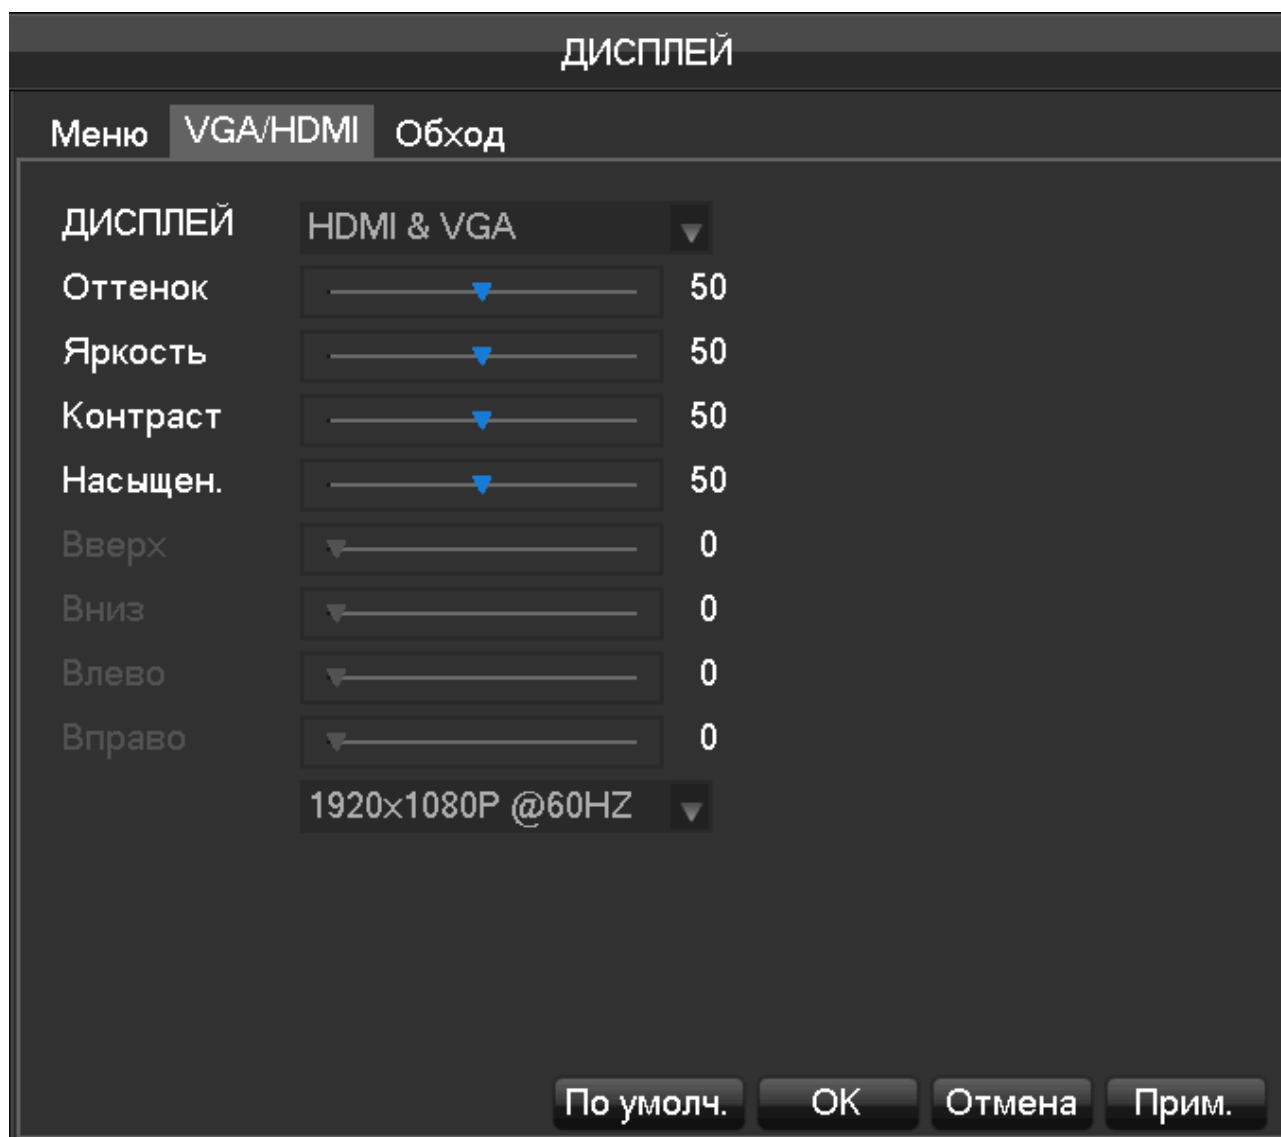 ДИСПЛЕЙ
Меню VGA/HDMI Обход
ДИСПЛЕЙ HDMI & VGA
Оттенок 50
Яркость 50
Контраст 50
Насыщен. 50
Вверх 0
Вниз 0
Влево 0
Вправо 0
1920x1080P @60HZ
По умолч. OK Отмена Прим.